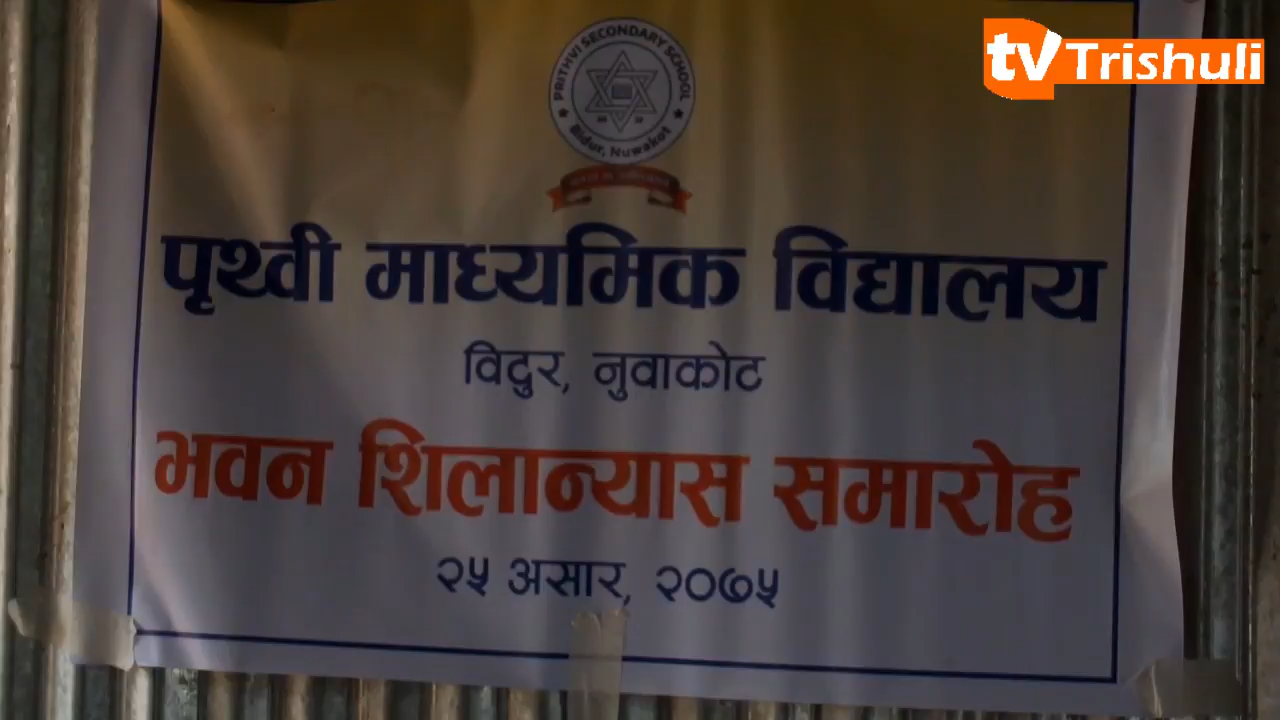 tv Trishuli
PRITHVI SECONDARY SCHOOL
Bidur, Nuwakot
पृथ्वी माध्यमिक विद्यालय
विदुर, नुवाकोट
भवन शिलान्यास समारोह
२५ असार, २०७५